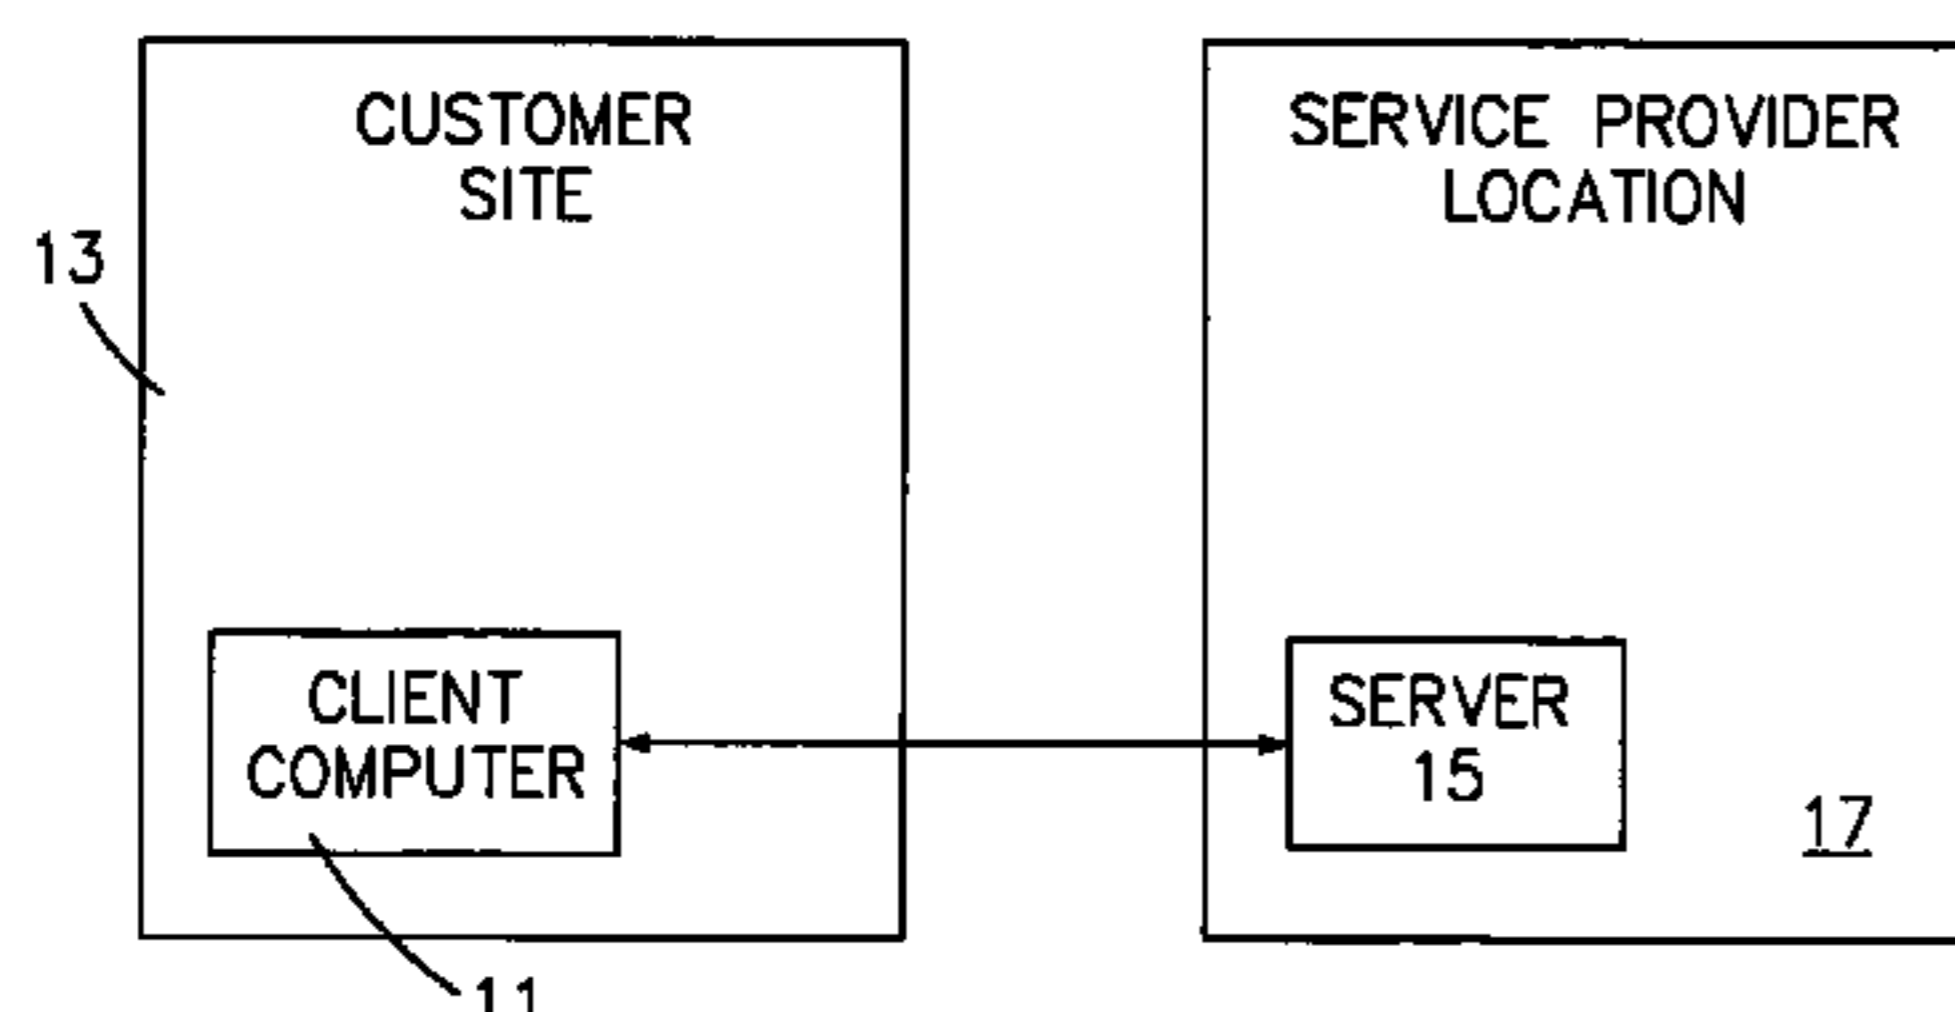 CUSTOMER
SITE
13
CLIENT
COMPUTER
11
SERVICE PROVIDER
LOCATION
SERVER
15
17